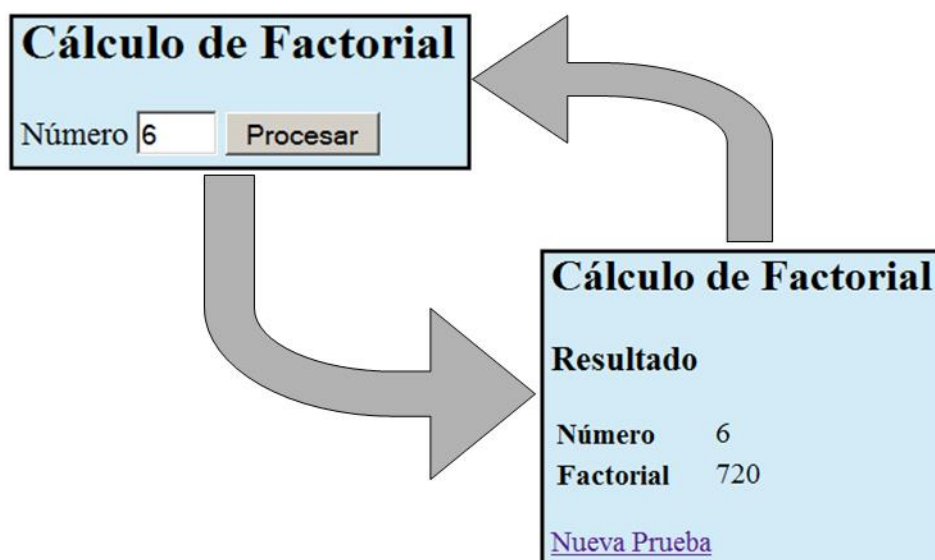 Cálculo de Factorial
Número 6 Procesar
Cálculo de Factorial
Resultado
Número 6
Factorial 720
Nueva Prueba